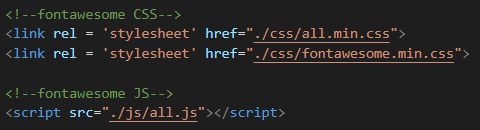 <!--fontawesome CSS-->
<link rel = 'stylesheet' href="./css/all.min.css">
<link rel = 'stylesheet' href="./css/fontawesome.min.css">
<!--fontawesome JS-->
<script src="./js/all.js"></script>